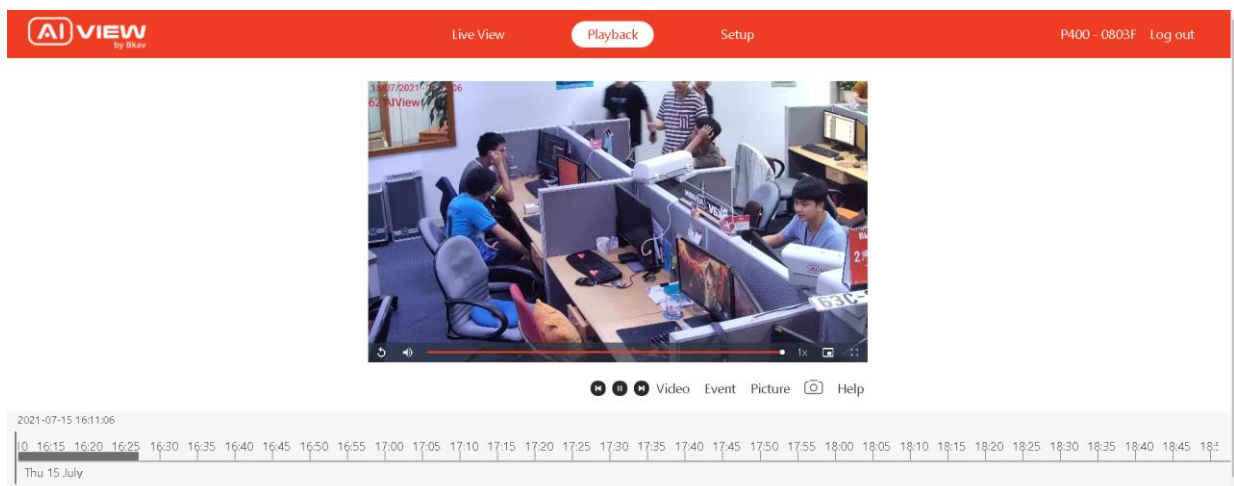 AI VIEW
by Bkav
Live View Playback Setup P400 - 0803F Log out
62 AIView
63C-
1x
Video Event Picture Help
2021-07-15 16:11:06
10 16:15 16:20 16:25 16:30 16:35 16:40 16:45 16:50 16:55 17:00 17:05 17:10 17:15 17:20 17:25 17:30 17:35 17:40 17:45 17:50 17:55 18:00 18:05 18:10 18:15 18:20 18:25 18:30 18:35 18:40 18:45
Thu 15 July